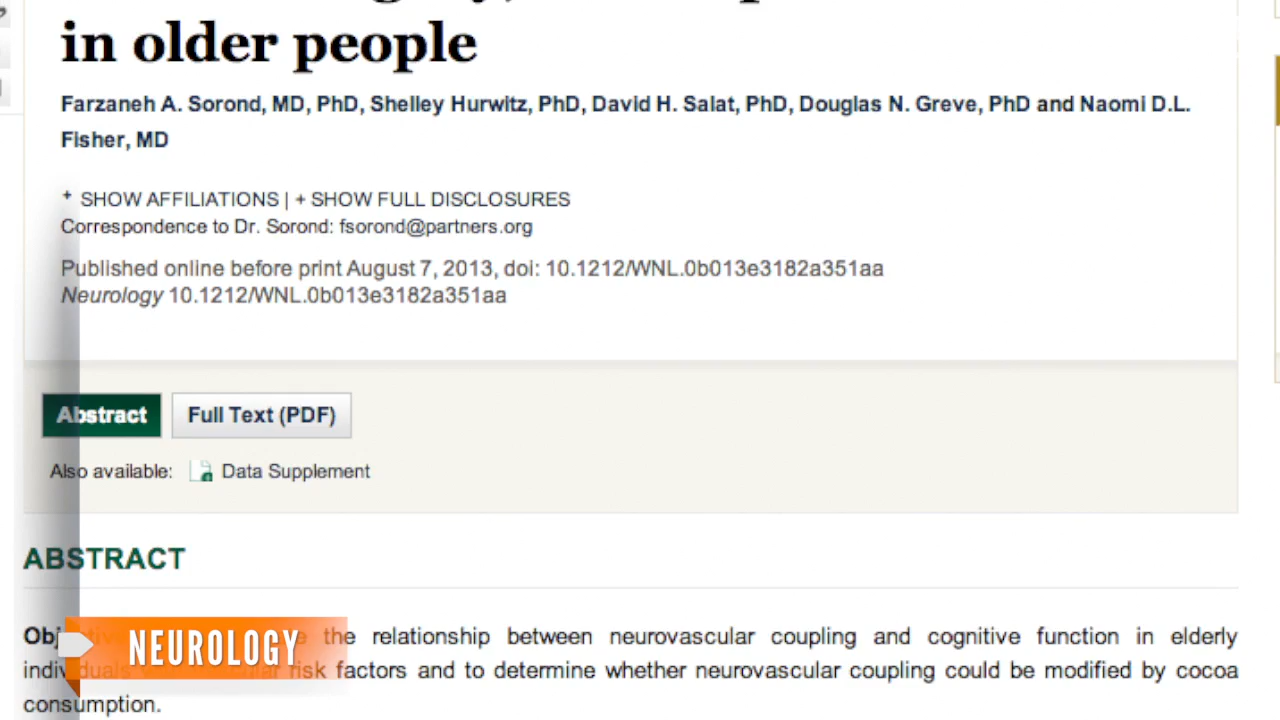 in older people
Farzaneh A. Sorond, MD, PhD, Shelley Hurwitz, PhD, David H. Salat, PhD, Douglas N. Greve, PhD and Naomi D.L.
Fisher, MD
+ SHOW AFFILIATIONS | + SHOW FULL DISCLOSURES
Correspondence to Dr. Sorond: fsorond@partners.org
Published online before print August 7, 2013, doi: 10.1212/WNL.0b013e3182a351aa
Neurology 10.1212/WNL.0b013e3182a351aa
Abstract Full Text (PDF)
Also available: Data Supplement
ABSTRACT
the relationship between neurovascular coupling and cognitive function in elderly
risk factors and to determine whether neurovascular coupling could be modified by cocoa
consumption.
NEUROLOGY